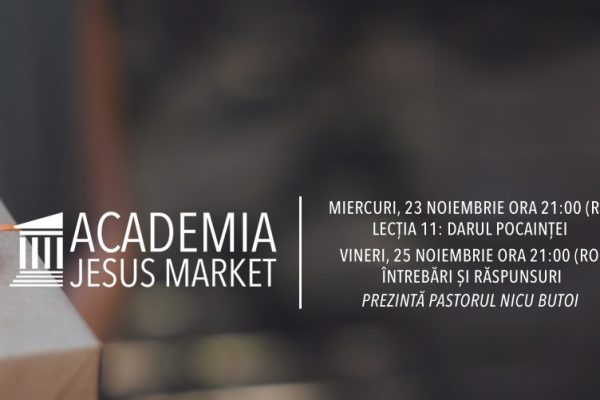 ACADEMIA
JESUS MARKET
MIERCURI, 23 NOIEMBRIE ORA 21:00 (R
LECȚIA 11: DARUL POCAINȚEI
VINERI, 25 NOIEMBRIE ORA 21:00 (RO
ÎNTREBĂRI ȘI RĂSPUNSURI
PREZINTĂ PASTORUL NICU BUTOI